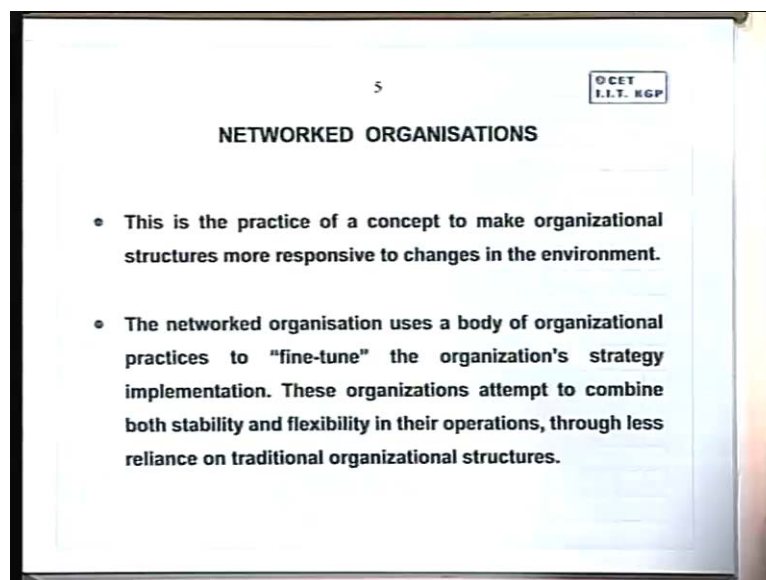 5
©CET
I.I.T. KGP
NETWORKED ORGANISATIONS
• This is the practice of a concept to make organizational
structures more responsive to changes in the environment.
• The networked organisation uses a body of organizational
practices to "fine-tune" the organization's strategy
implementation. These organizations attempt to combine
both stability and flexibility in their operations, through less
reliance on traditional organizational structures.